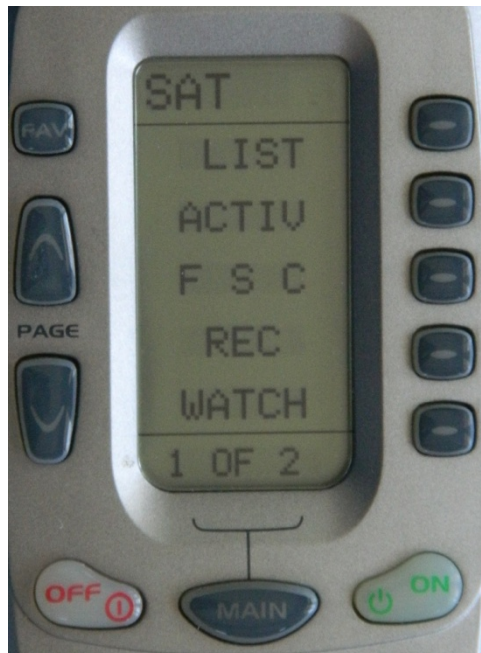 SAT
FAV
LIST
ACTIV
F S C
PAGE
REC
WATCH
1 OF 2
OFF
MAIN
ON